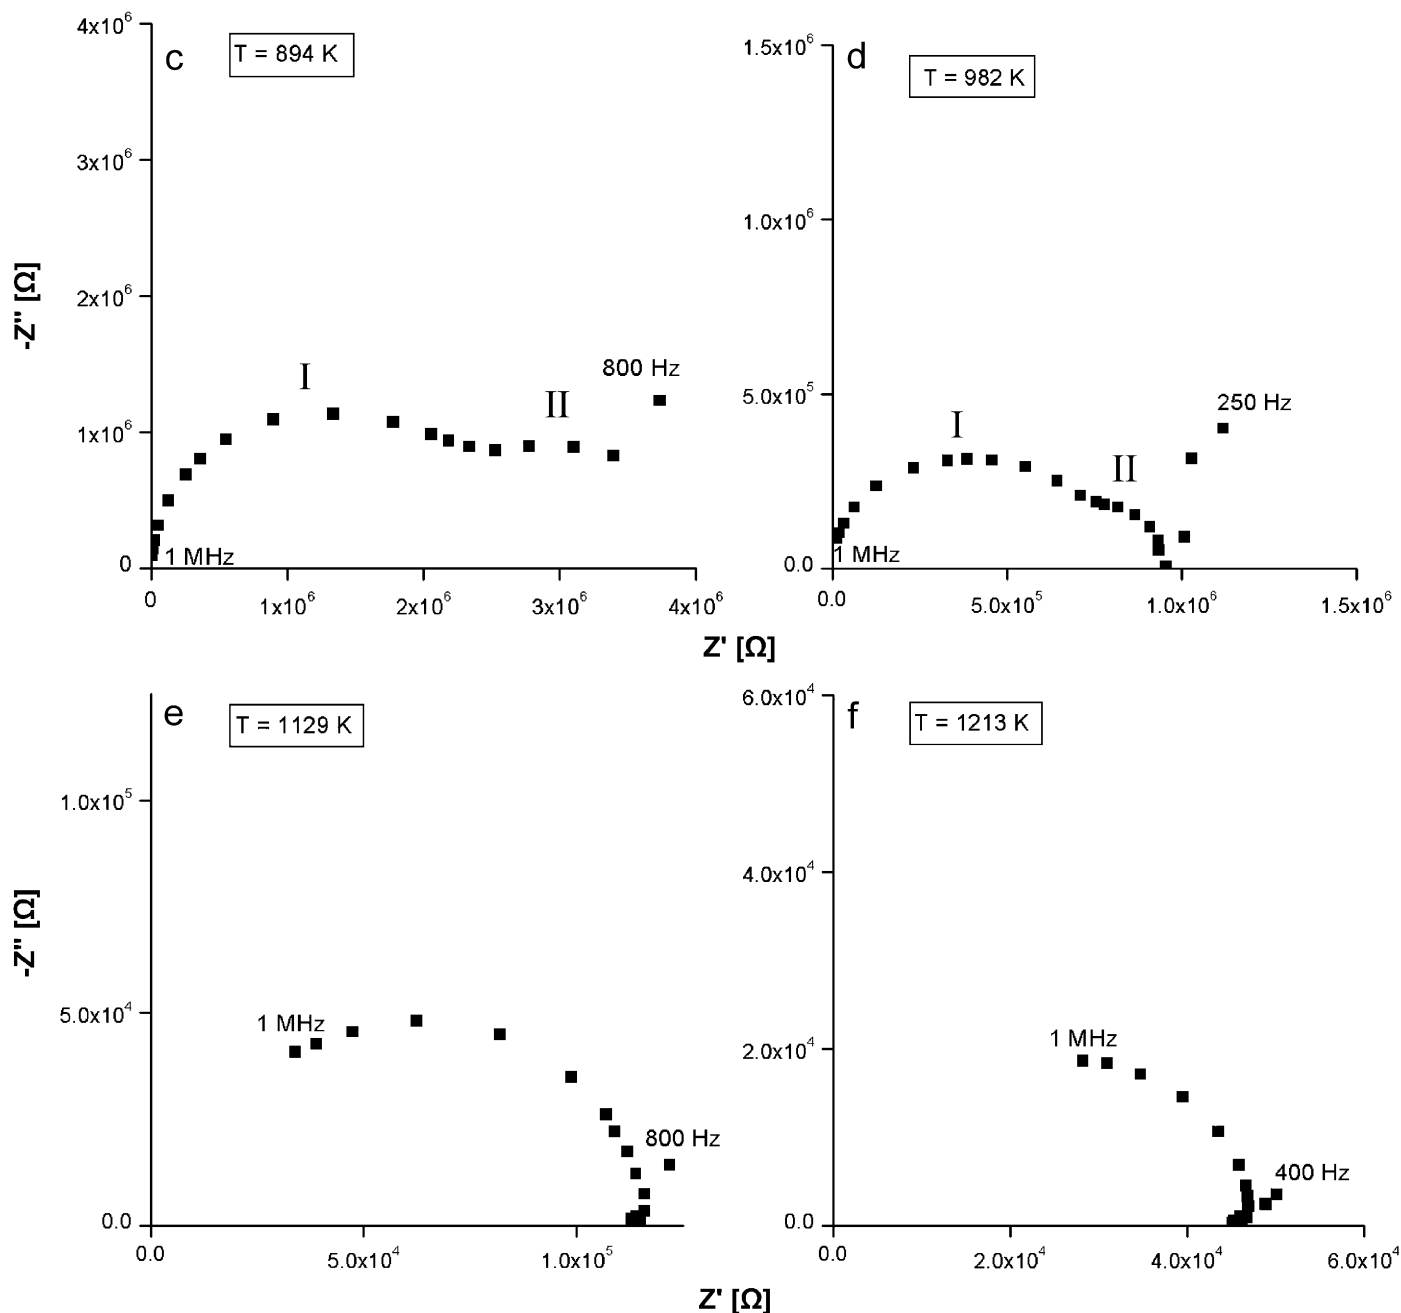 c
T = 894 K
4x10⁶
3x10⁶
2x10⁶
1x10⁶
0
-Z'' [Ω]
I
II
800 Hz
1 MHz
0
1x10⁶
2x10⁶
3x10⁶
4x10⁶
d
T = 982 K
1.5x10⁶
1.0x10⁶
5.0x10⁵
0.0
I
II
250 Hz
1 MHz
0.0
5.0x10⁵
1.0x10⁶
1.5x10⁶
Z' [Ω]
e
T = 1129 K
1.0x10⁵
5.0x10⁴
0.0
-Z'' [Ω]
1 MHz
800 Hz
0.0
5.0x10⁴
1.0x10⁵
f
T = 1213 K
6.0x10⁴
4.0x10⁴
2.0x10⁴
0.0
1 MHz
400 Hz
0.0
2.0x10⁴
4.0x10⁴
6.0x10⁴
Z' [Ω]